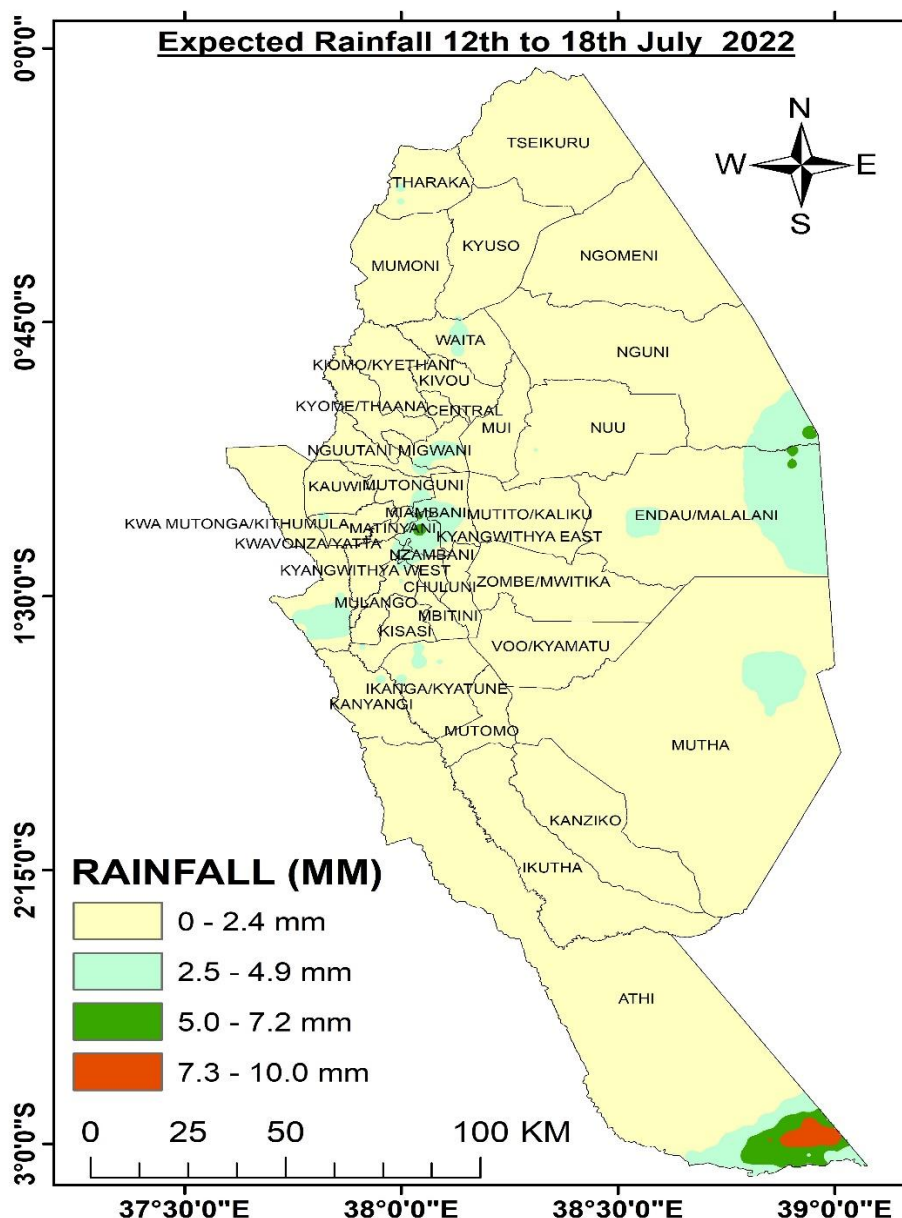 Expected Rainfall 12th to 18th July 2022
0°0'0"
0°45'0"S
1°30'0"S
2°15'0"S
3°0'0"S
N
W E
S
TSEIKURU
THARAKA
KYUSO
NGOMENI
MUMONI
WAITA
NGUNI
KIOMO/KYETHANI
KIVOU
KYOME/THAANA
CENTRAL
MUI
NUU
NGUUTANI
MIGWANI
KAUWI
MUTONGUNI
MIAMBANI
MUTITO/KALIKU
ENDAU/MALALANI
KWA MUTONGA/KITHUMULA
MATINYANI
KYANGWITHYA EAST
KWAVONZA/YATTA
NZAMBANI
KYANGWITHYA WEST
CHULUNI
ZOMBE/MWITIKA
MULANGO
MBITINI
KISASI
VOO/KYAMATU
IKANGA/KYATUNE
KANYANGI
MUTOMO
MUTHA
KANZIKO
IKUTHA
ATHI
RAINFALL (MM)
0 - 2.4 mm
2.5 - 4.9 mm
5.0 - 7.2 mm
7.3 - 10.0 mm
0 25 50 100 KM
37°30'0"E 38°0'0"E 38°30'0"E 39°0'0"E